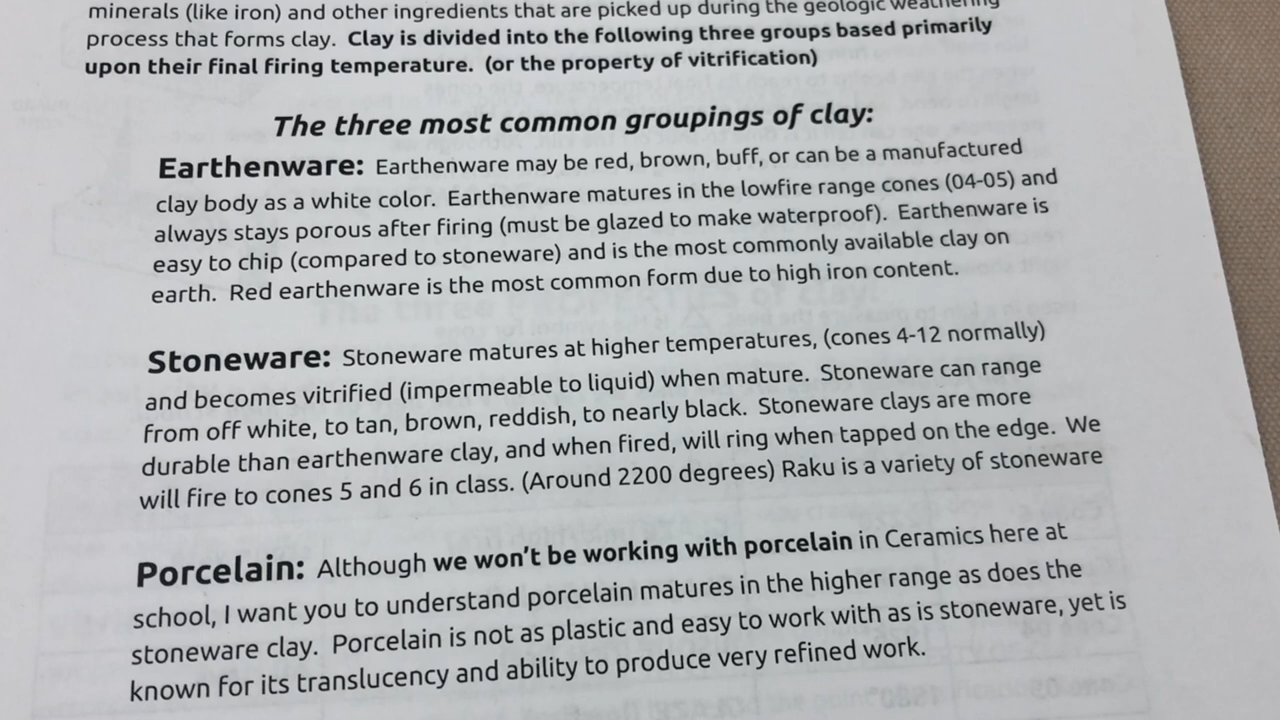 minerals (like iron) and other ingredients that are picked up during the geologic weathering
process that forms clay. Clay is divided into the following three groups based primarily
upon their final firing temperature. (or the property of vitrification)
The three most common groupings of clay:
Earthenware: Earthenware may be red, brown, buff, or can be a manufactured
clay body as a white color. Earthenware matures in the lowfire range cones (04-05) and
always stays porous after firing (must be glazed to make waterproof). Earthenware is
easy to chip (compared to stoneware) and is the most commonly available clay on
earth. Red earthenware is the most common form due to high iron content.
Stoneware: Stoneware matures at higher temperatures, (cones 4-12 normally)
and becomes vitrified (impermeable to liquid) when mature. Stoneware can range
from off white, to tan, brown, reddish, to nearly black. Stoneware clays are more
durable than earthenware clay, and when fired, will ring when tapped on the edge. We
will fire to cones 5 and 6 in class. (Around 2200 degrees) Raku is a variety of stoneware
Porcelain: Although we won't be working with porcelain in Ceramics here at
school, I want you to understand porcelain matures in the higher range as does the
stoneware clay. Porcelain is not as plastic and easy to work with as is stoneware, yet is
known for its translucency and ability to produce very refined work.